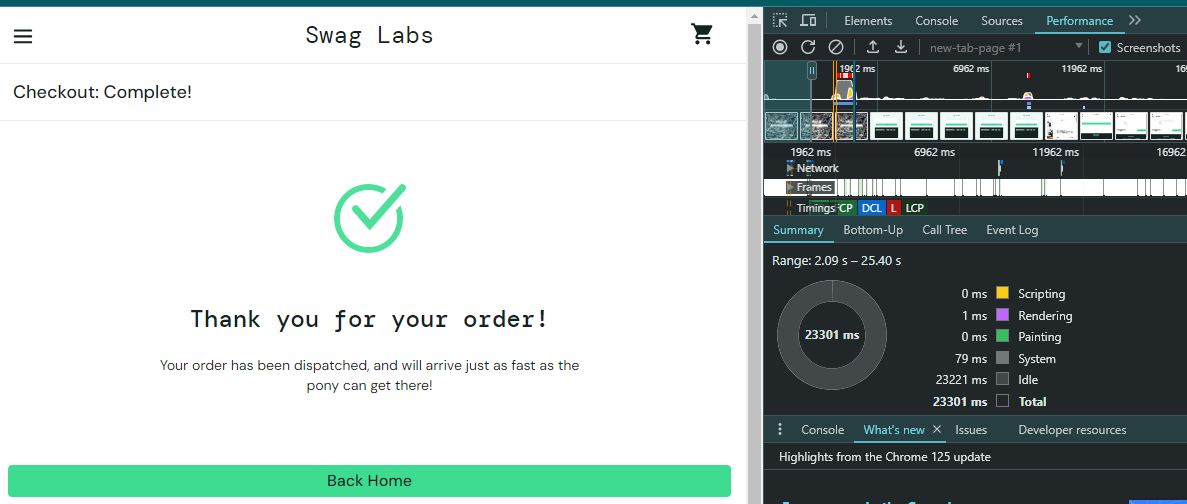 Swag Labs
Checkout: Complete!
Thank you for your order!
Your order has been dispatched, and will arrive just as fast as the
pony can get there!
Back Home
Elements Console Sources Performance
new-tab-page #1 Screenshots
1962 ms 6962 ms 11962 ms
1962 ms 6962 ms 11962 ms 16962
Network
Frames
Timings CP DCL L LCP
Summary Bottom-Up Call Tree Event Log
Range: 2.09 s – 25.40 s
23301 ms
0 ms Scripting
1 ms Rendering
0 ms Painting
79 ms System
23221 ms Idle
23301 ms Total
Console What's new Issues Developer resources
Highlights from the Chrome 125 update